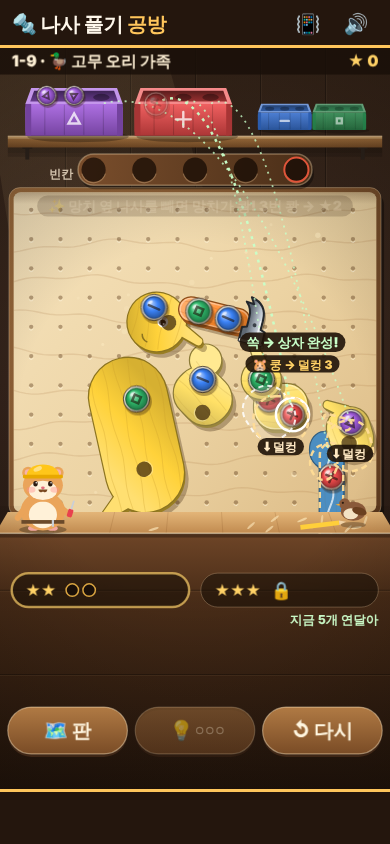 나사 풀기 공방
1-9 · 고무 오리 가족
★ 0
빈칸
쏙 → 상자 완성!
쿵 → 덜컹 3
⬇덜컹
⬇덜컹
★★ ○○
★★★
지금 5개 연달아
판
○○○
다시